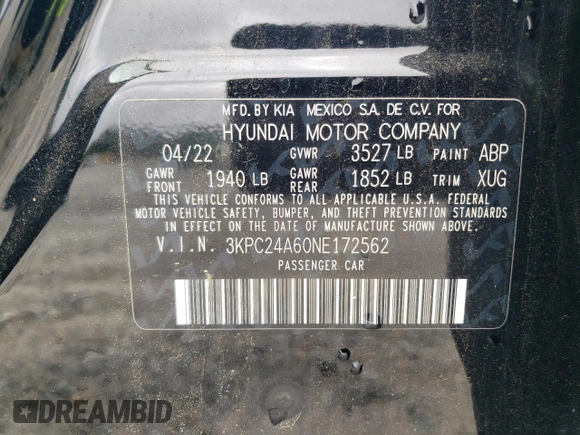 MFD. BY KIA MEXICO S.A. DE C.V. FOR
HYUNDAI MOTOR COMPANY
04/22 GVWR 3527 LB PAINT ABP
GAWR FRONT 1940 LB GAWR REAR 1852 LB TRIM XUG
THIS VEHICLE CONFORMS TO ALL APPLICABLE U.S.A. FEDERAL
MOTOR VEHICLE SAFETY, BUMPER, AND THEFT PREVENTION STANDARDS
IN EFFECT ON THE DATE OF MANUFACTURE SHOWN ABOVE.
V.I.N. 3KPC24A60NE172562
PASSENGER CAR
DREAMBID